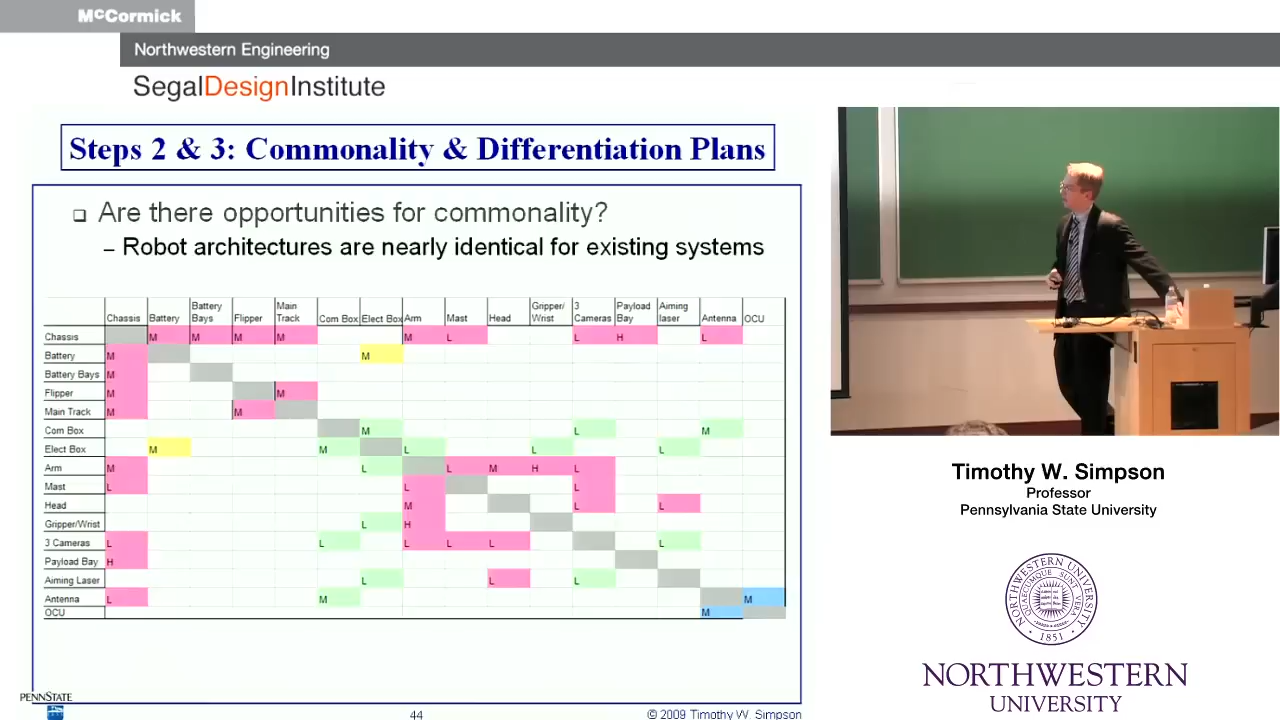 McCormick
Northwestern Engineering
SegalDesignInstitute
Steps 2 & 3: Commonality & Differentiation Plans
Are there opportunities for commonality?
– Robot architectures are nearly identical for existing systems
Chassis Battery Battery Bays Flipper Main Track Com Box Elect Box Arm Mast Head Gripper/Wrist 3 Cameras Payload Bay Aiming laser Antenna OCU
Chassis M M M M M L L H L
Battery M M
Battery Bays M
Flipper M M
Main Track M M
Com Box M L M
Elect Box M M L L L
Arm M L L M H L
Mast L L L
Head M L L
Gripper/Wrist L H
3 Cameras L L L L L L
Payload Bay H
Aiming Laser L L L
Antenna L M M
OCU M
PENNSTATE
44
© 2009 Timothy W. Simpson
Timothy W. Simpson
Professor
Pennsylvania State University
1851
NORTHWESTERN
UNIVERSITY